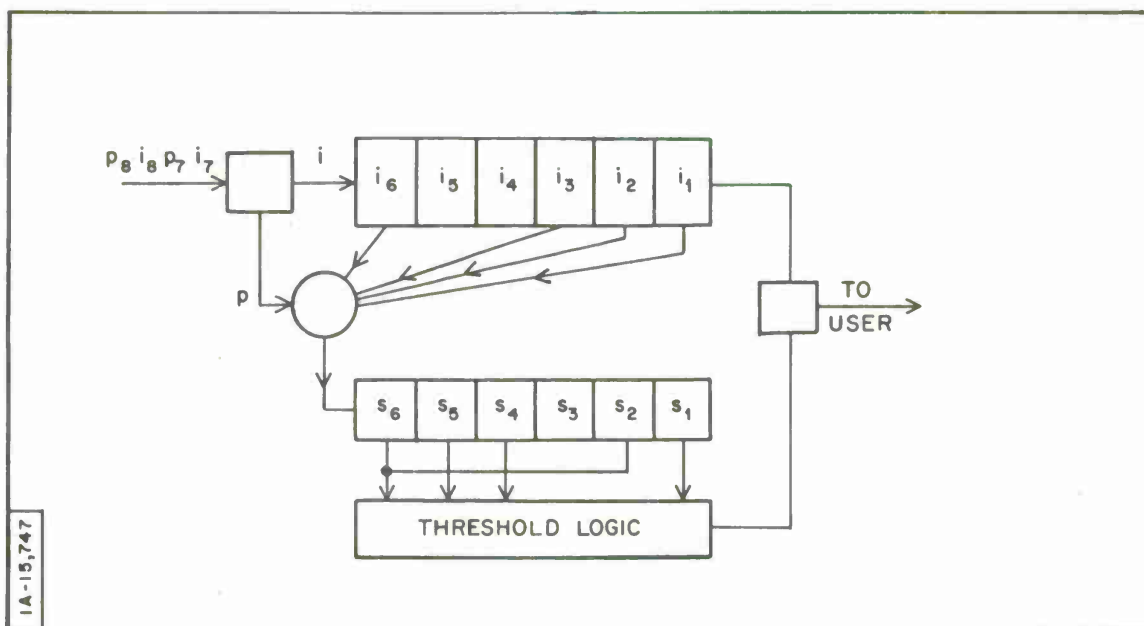 p₈ i₈ p₇ i₇
i
i₆ i₅ i₄ i₃ i₂ i₁
p
TO
USER
s₆ s₅ s₄ s₃ s₂ s₁
THRESHOLD LOGIC
IA-15,747